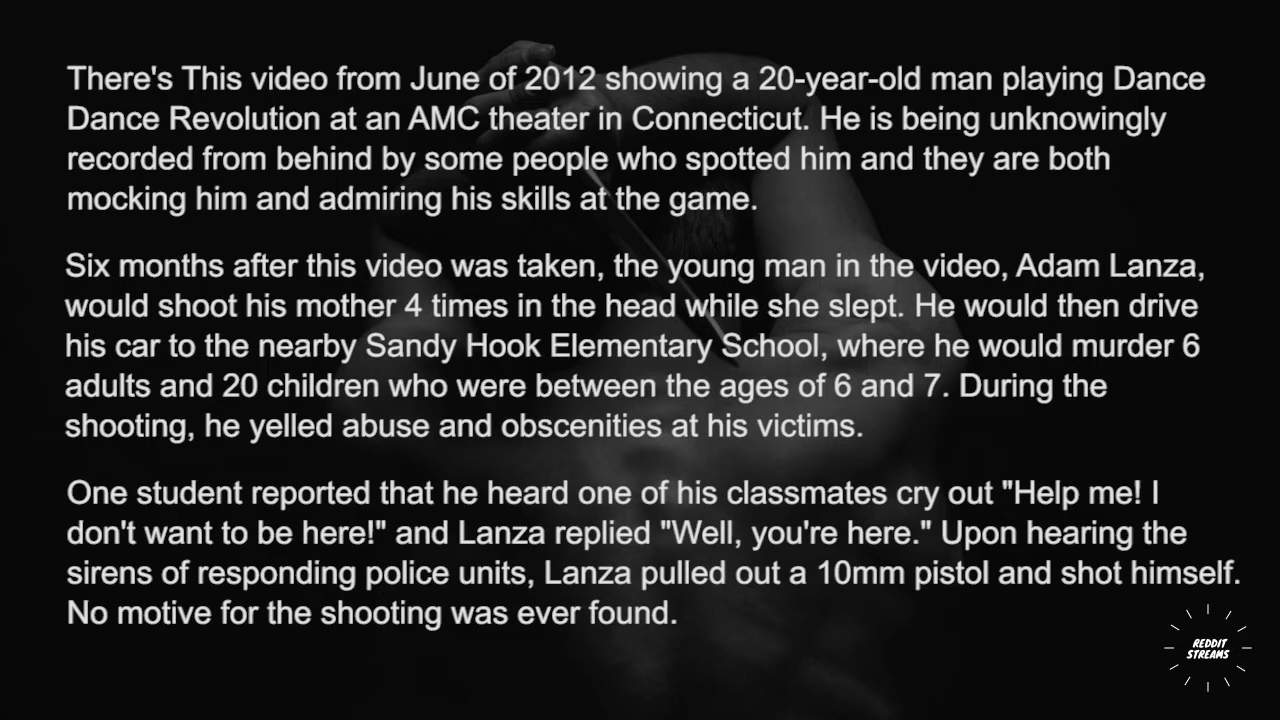 There's This video from June of 2012 showing a 20-year-old man playing Dance
Dance Revolution at an AMC theater in Connecticut. He is being unknowingly
recorded from behind by some people who spotted him and they are both
mocking him and admiring his skills at the game.
Six months after this video was taken, the young man in the video, Adam Lanza,
would shoot his mother 4 times in the head while she slept. He would then drive
his car to the nearby Sandy Hook Elementary School, where he would murder 6
adults and 20 children who were between the ages of 6 and 7. During the
shooting, he yelled abuse and obscenities at his victims.
One student reported that he heard one of his classmates cry out "Help me! I
don't want to be here!" and Lanza replied "Well, you're here." Upon hearing the
sirens of responding police units, Lanza pulled out a 10mm pistol and shot himself.
No motive for the shooting was ever found.
REDDIT
STREAMS